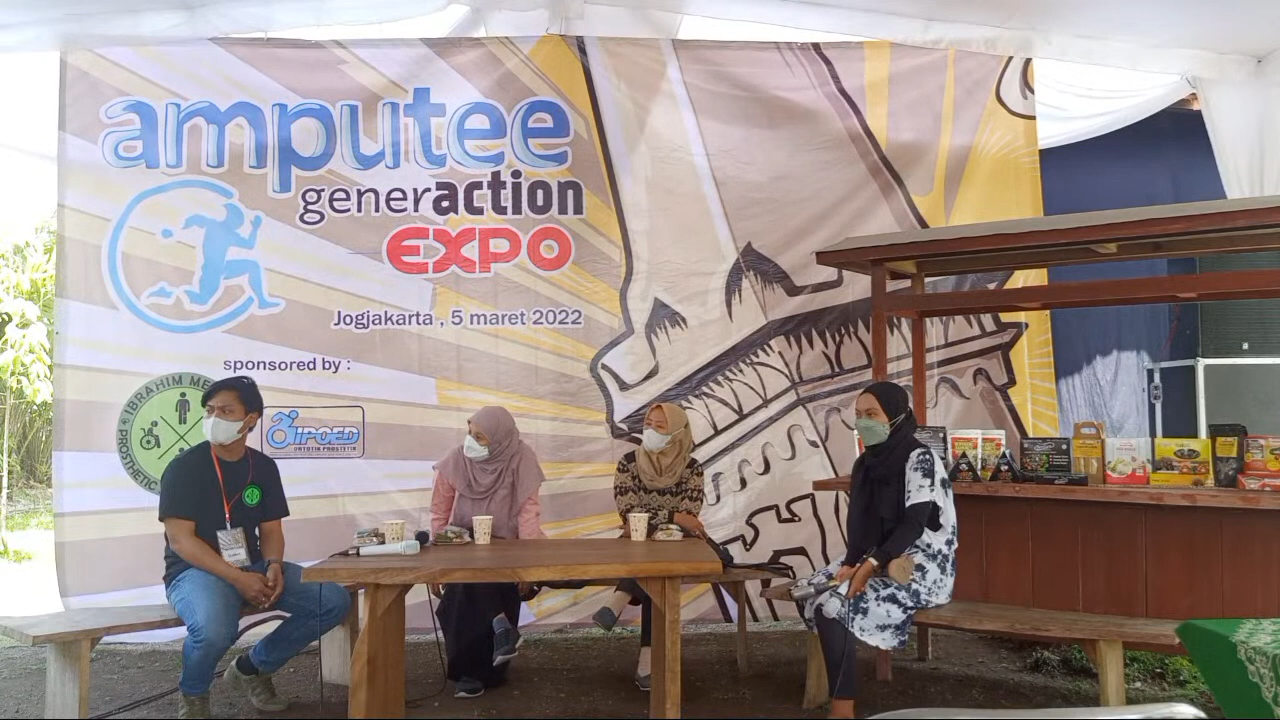 amputee
generaction
EXPO
Jogjakarta , 5 maret 2022
sponsored by :
IBRAHIM ME
PROSTHETIC
IPOED
ORTOTIK PROSTETIK